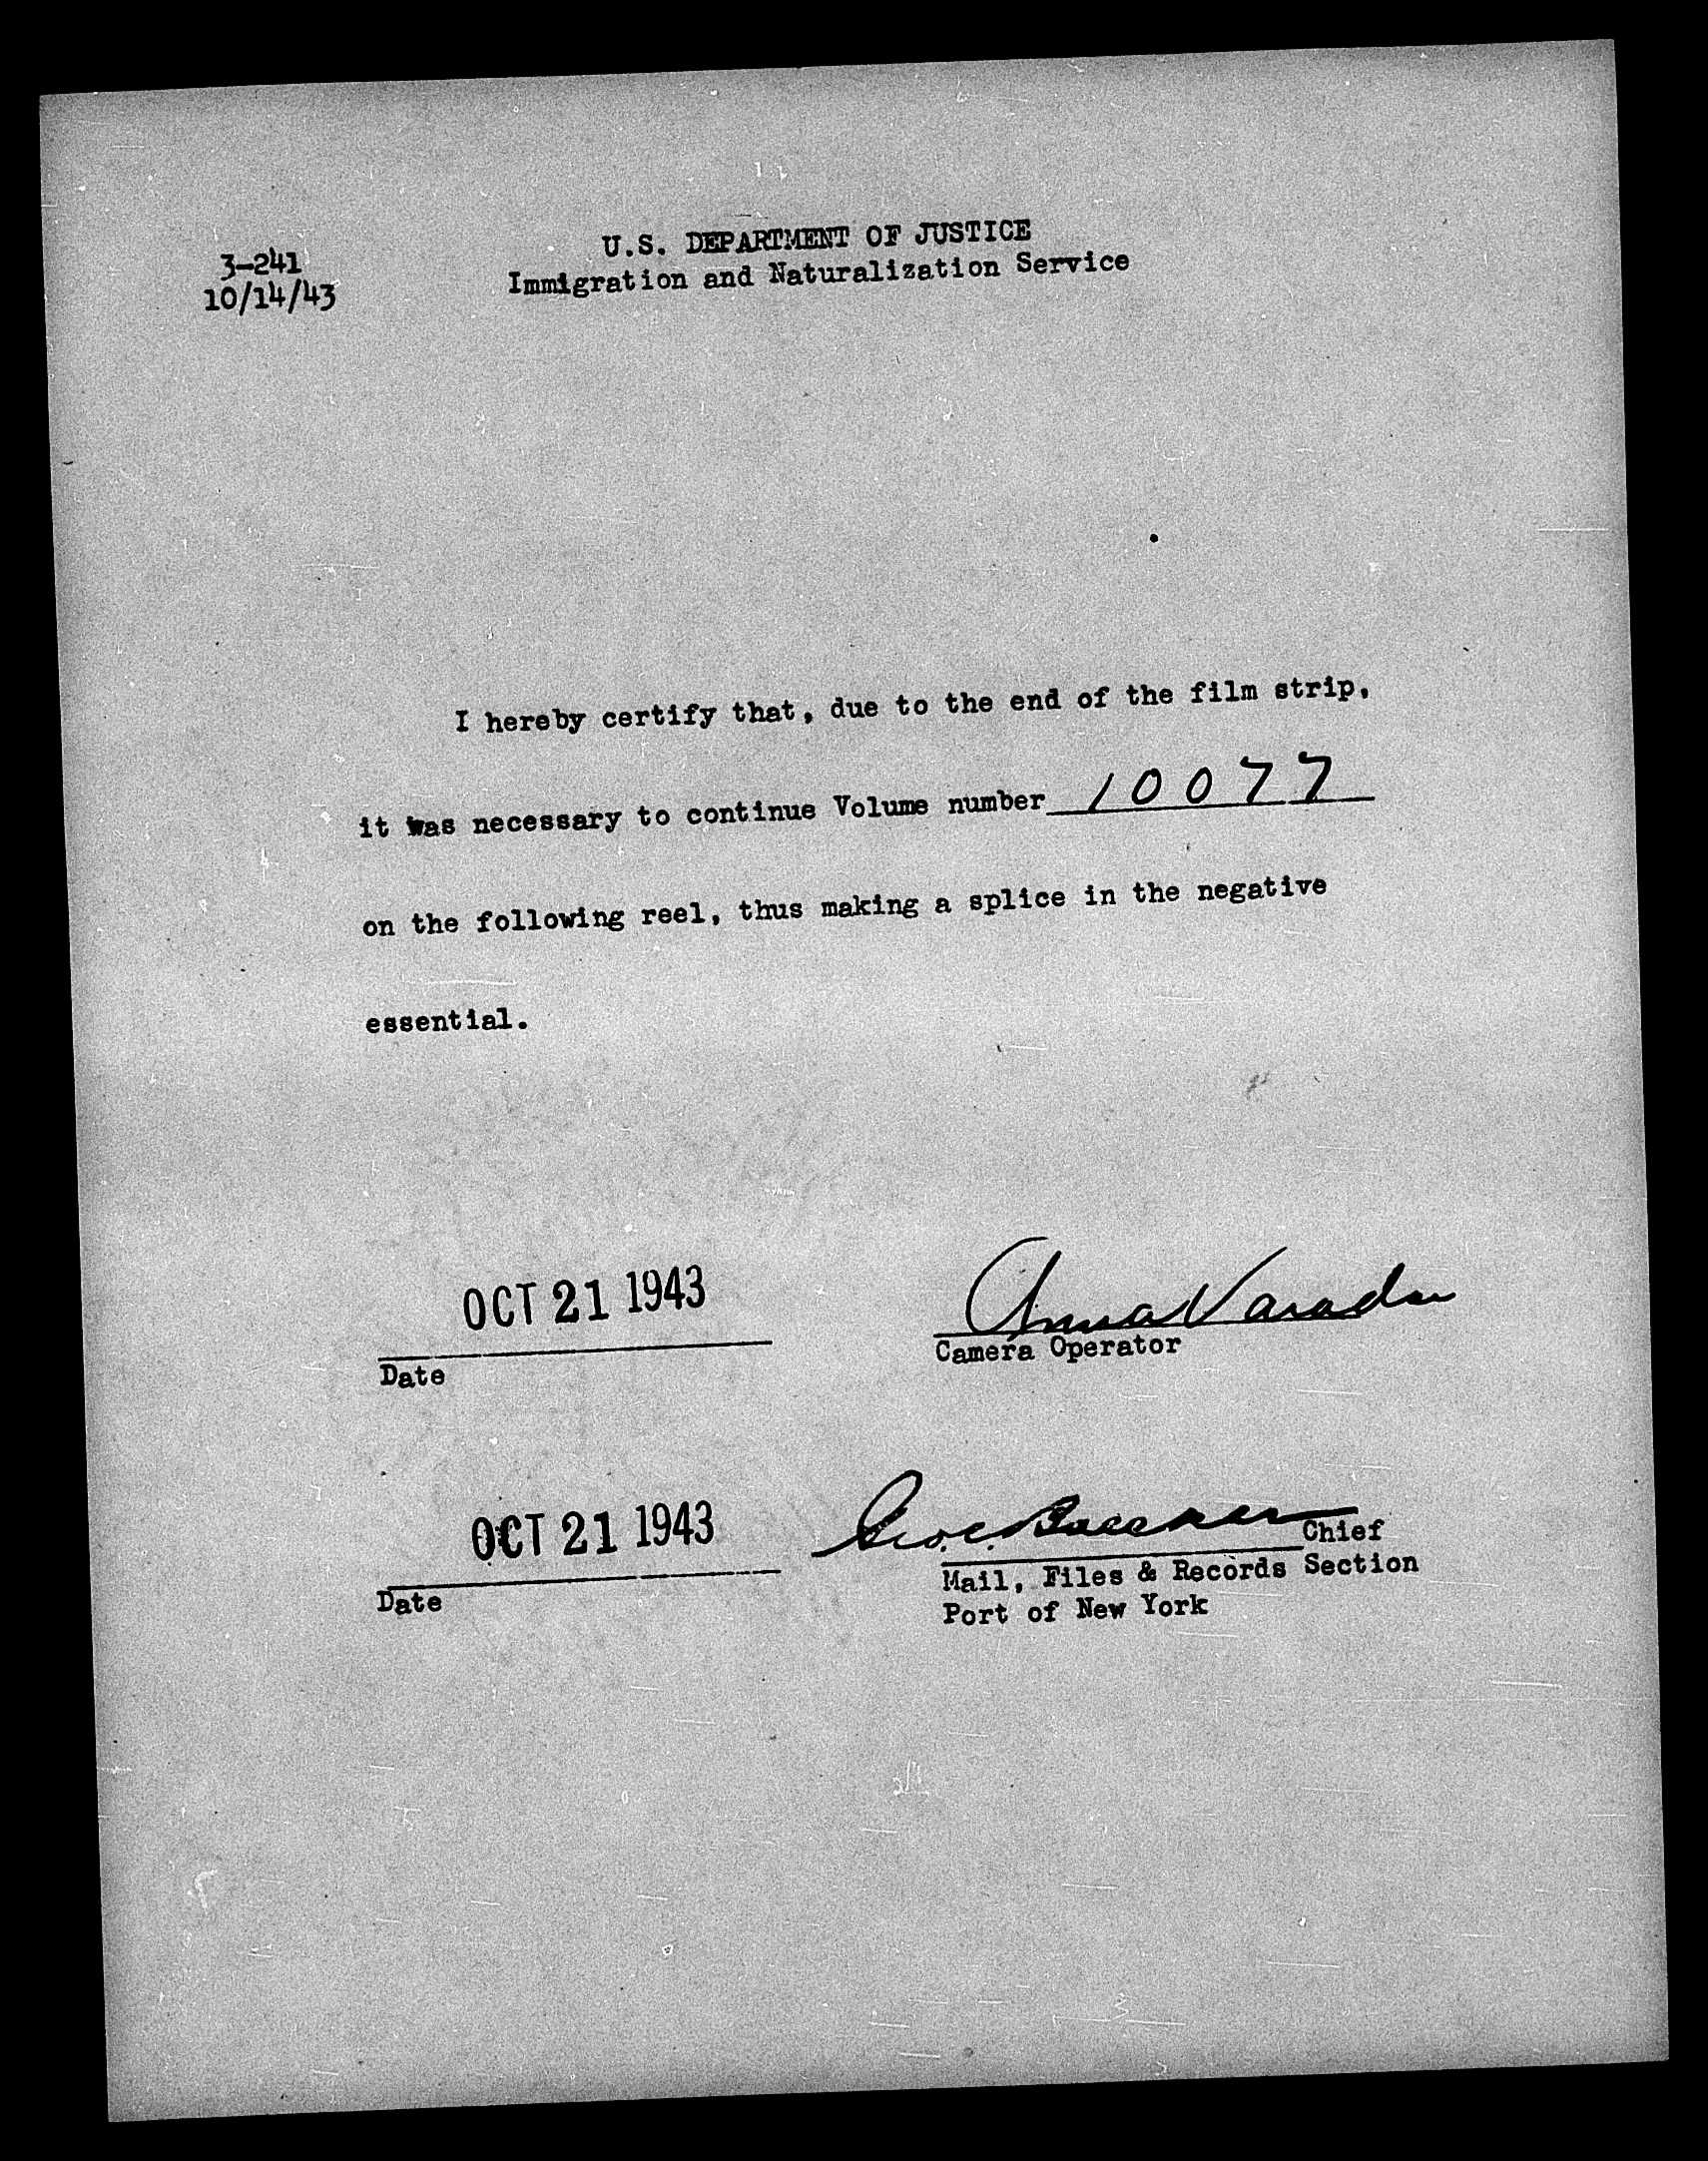 3-241
10/14/43
U.S. DEPARTMENT OF JUSTICE
Immigration and Naturalization Service
I hereby certify that, due to the end of the film strip,
it was necessary to continue Volume number 10077
on the following reel, thus making a splice in the negative
essential.
OCT 21 1943
Anna
Date
Camera Operator
OCT 21 1943
Chief
Date
Mail, Files & Records Section
Port of New York